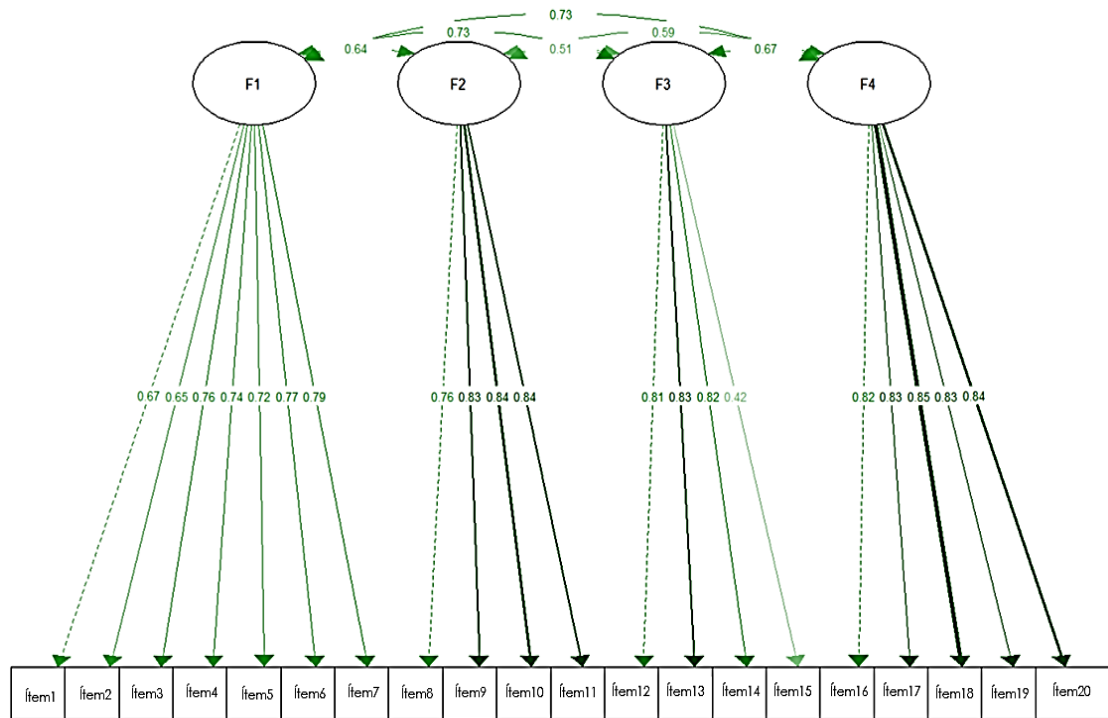 0.73
0.73 0.59
0.64 0.51 0.67
F1 F2 F3 F4
0.67 0.65 0.76 0.74 0.72 0.77 0.79 0.76 0.83 0.84 0.84 0.81 0.83 0.82 0.42 0.82 0.83 0.85 0.83 0.84
Ítem1 Ítem2 Ítem3 Ítem4 Ítem5 Ítem6 Ítem7 Ítem8 Ítem9 Ítem10 Ítem11 Ítem12 Ítem13 Ítem14 Ítem15 Ítem16 Ítem17 Ítem18 Ítem19 Ítem20